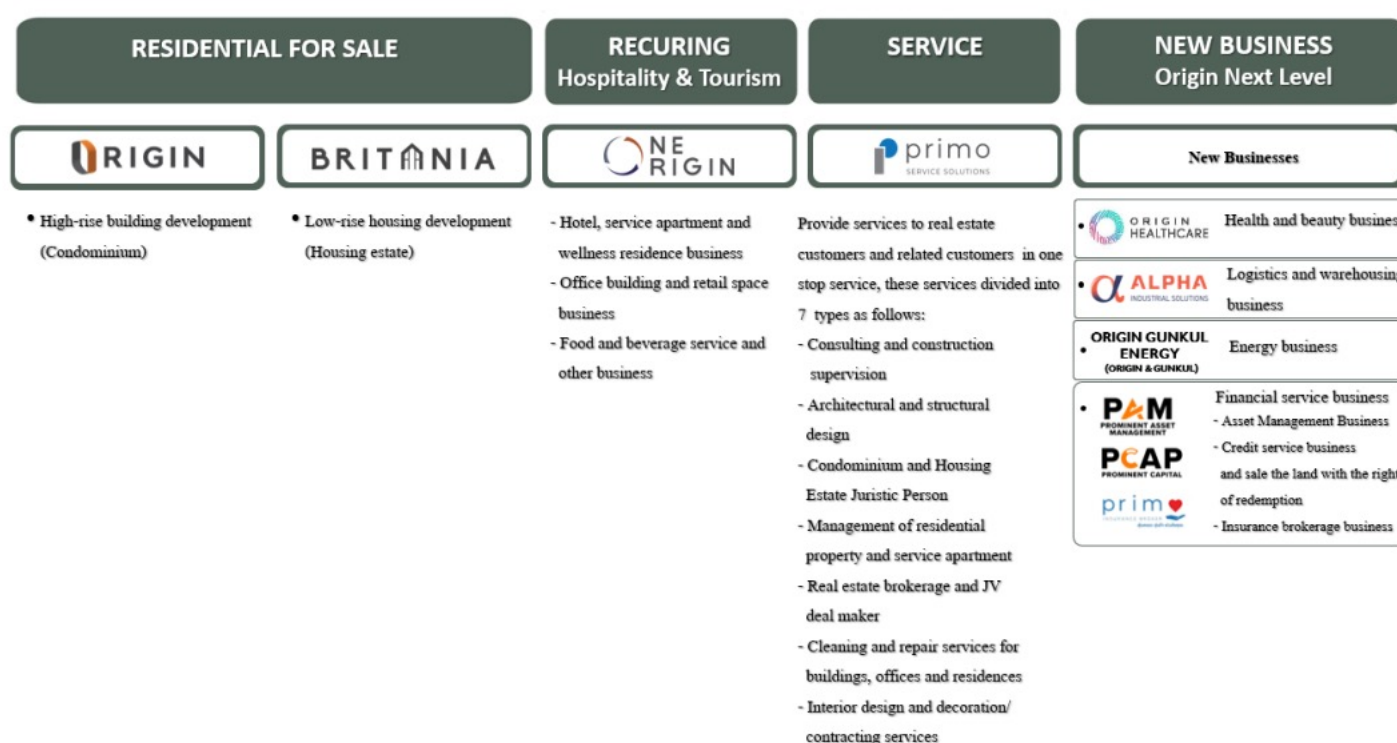 RESIDENTIAL FOR SALE
RECURING
Hospitality & Tourism
SERVICE
NEW BUSINESS
Origin Next Level
ORIGIN
BRITANIA
ONE
ORIGIN
primo
SERVICE SOLUTIONS
New Businesses
• High-rise building development
(Condominium)
• Low-rise housing development
(Housing estate)
- Hotel, service apartment and
wellness residence business
- Office building and retail space
business
- Food and beverage service and
other business
Provide services to real estate
customers and related customers in one
stop service, these services divided into
7 types as follows:
- Consulting and construction
supervision
- Architectural and structural
design
- Condominium and Housing
Estate Juristic Person
- Management of residential
property and service apartment
- Real estate brokerage and JV
deal maker
- Cleaning and repair services for
buildings, offices and residences
- Interior design and decoration/
contracting services
• ORIGIN
HEALTHCARE
Health and beauty busines
• ALPHA
INDUSTRIAL SOLUTIONS
Logistics and warehousing
business
• ORIGIN GUNKUL
ENERGY
(ORIGIN & GUNKUL)
Energy business
• PAM
PROMINENT ASSET
MANAGEMENT
PCAP
PROMINENT CAPITAL
prim
INSURANCE BROKER
Financial service business
- Asset Management Business
- Credit service business
and sale the land with the right
of redemption
- Insurance brokerage business